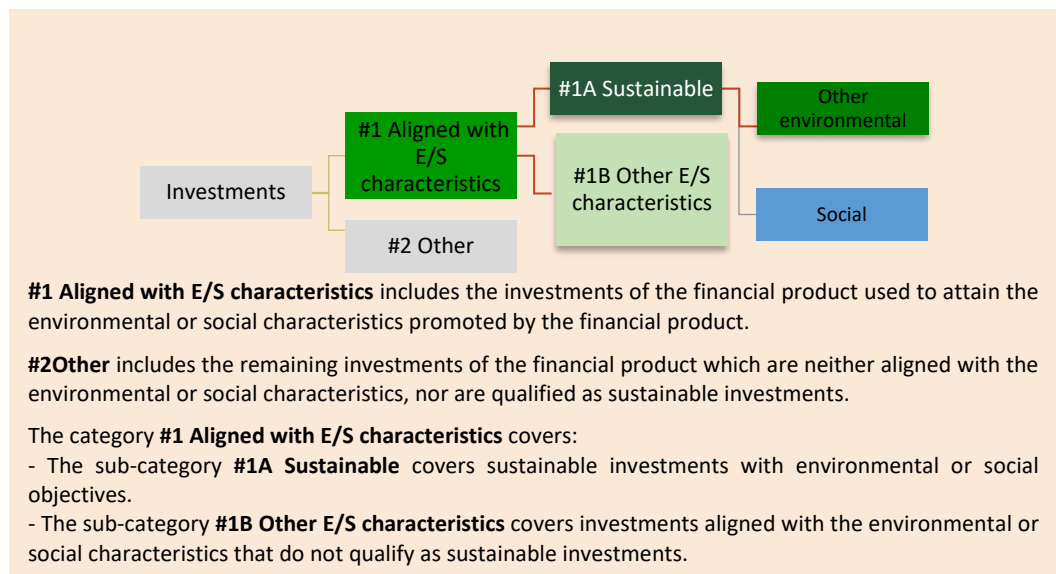 #1A Sustainable
Other
environmental
#1 Aligned with
E/S
characteristics
#1B Other E/S
characteristics
Investments
Social
#2 Other
#1 Aligned with E/S characteristics includes the investments of the financial product used to attain the
environmental or social characteristics promoted by the financial product.
#2Other includes the remaining investments of the financial product which are neither aligned with the
environmental or social characteristics, nor are qualified as sustainable investments.
The category #1 Aligned with E/S characteristics covers:
- The sub-category #1A Sustainable covers sustainable investments with environmental or social
objectives.
- The sub-category #1B Other E/S characteristics covers investments aligned with the environmental or
social characteristics that do not qualify as sustainable investments.